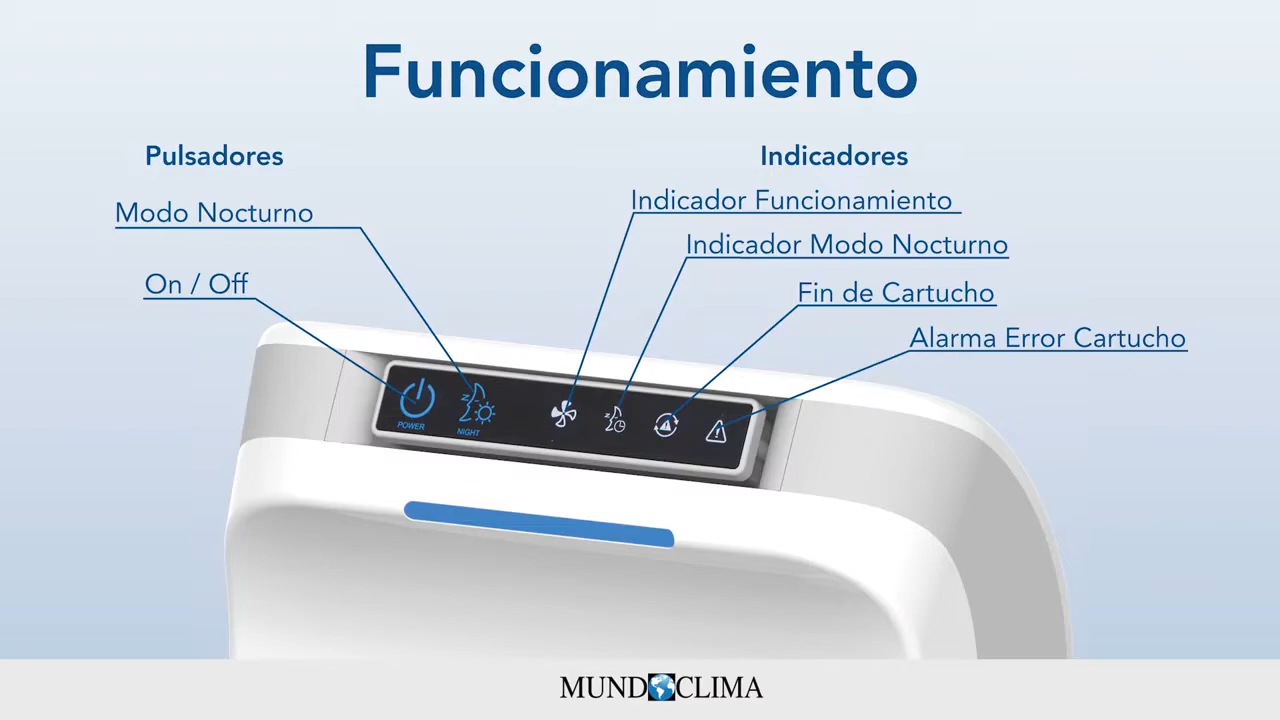 Funcionamiento
Pulsadores
Modo Nocturno
On / Off
Indicadores
Indicador Funcionamiento
Indicador Modo Nocturno
Fin de Cartucho
Alarma Error Cartucho
POWER
NIGHT
MUNDOCLIMA